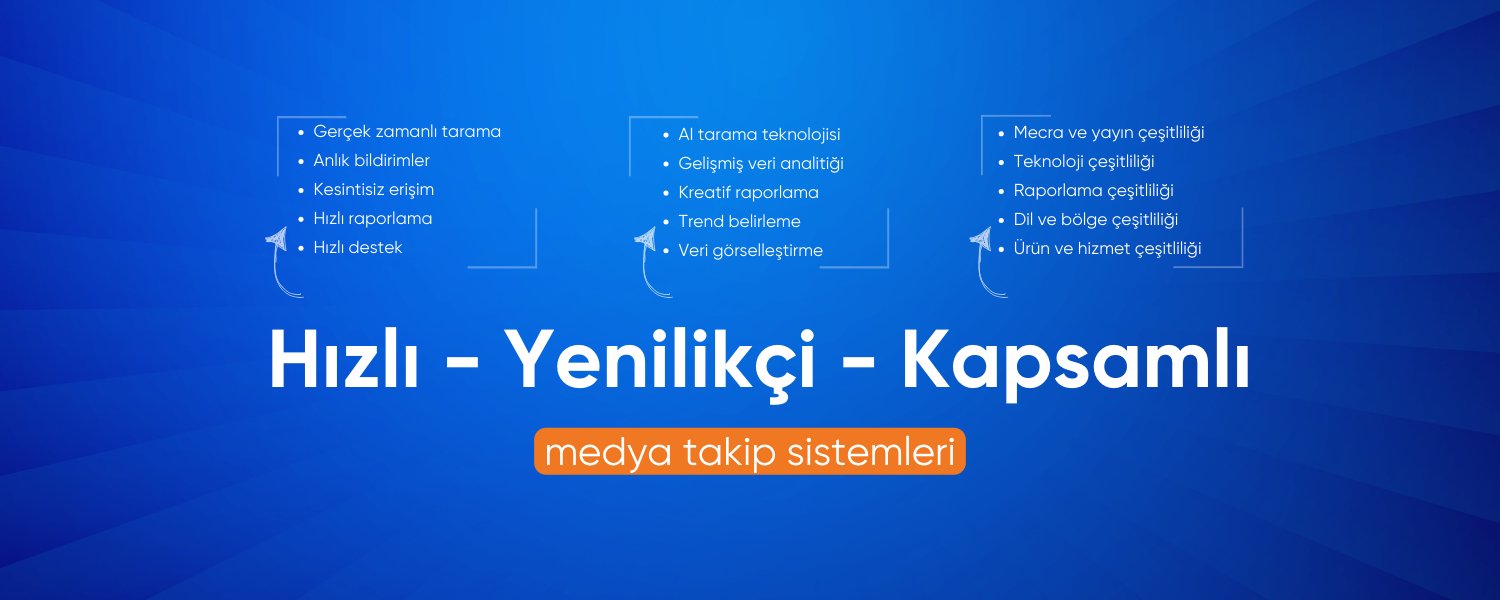 Gerçek zamanlı tarama
Anlık bildirimler
Kesintisiz erişim
Hızlı raporlama
Hızlı destek
AI tarama teknolojisi
Gelişmiş veri analitiği
Kreatif raporlama
Trend belirleme
Veri görselleştirme
Mecra ve yayın çeşitliliği
Teknoloji çeşitliliği
Raporlama çeşitliliği
Dil ve bölge çeşitliliği
Ürün ve hizmet çeşitliliği
Hızlı - Yenilikçi - Kapsamlı
medya takip sistemleri